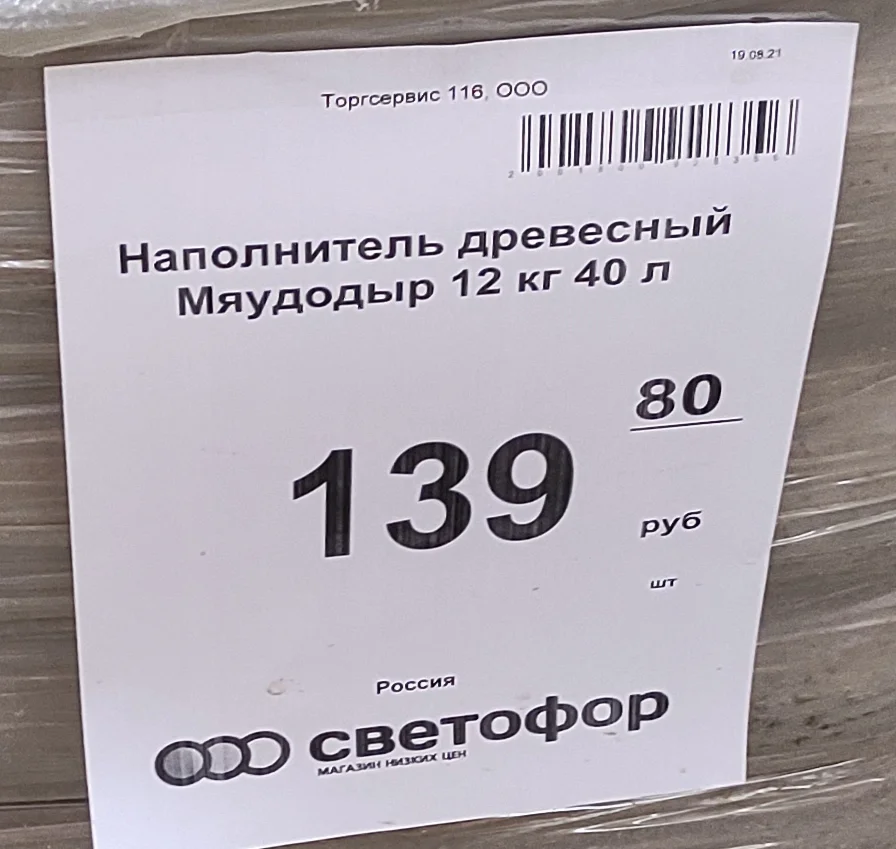 19.08.21
Торгсервис 116, ООО
Наполнитель древесный
Мяудодыр 12 кг 40 л
139
80
руб
шт
Россия
светофор
МАГАЗИН НИЗКИХ ЦЕН